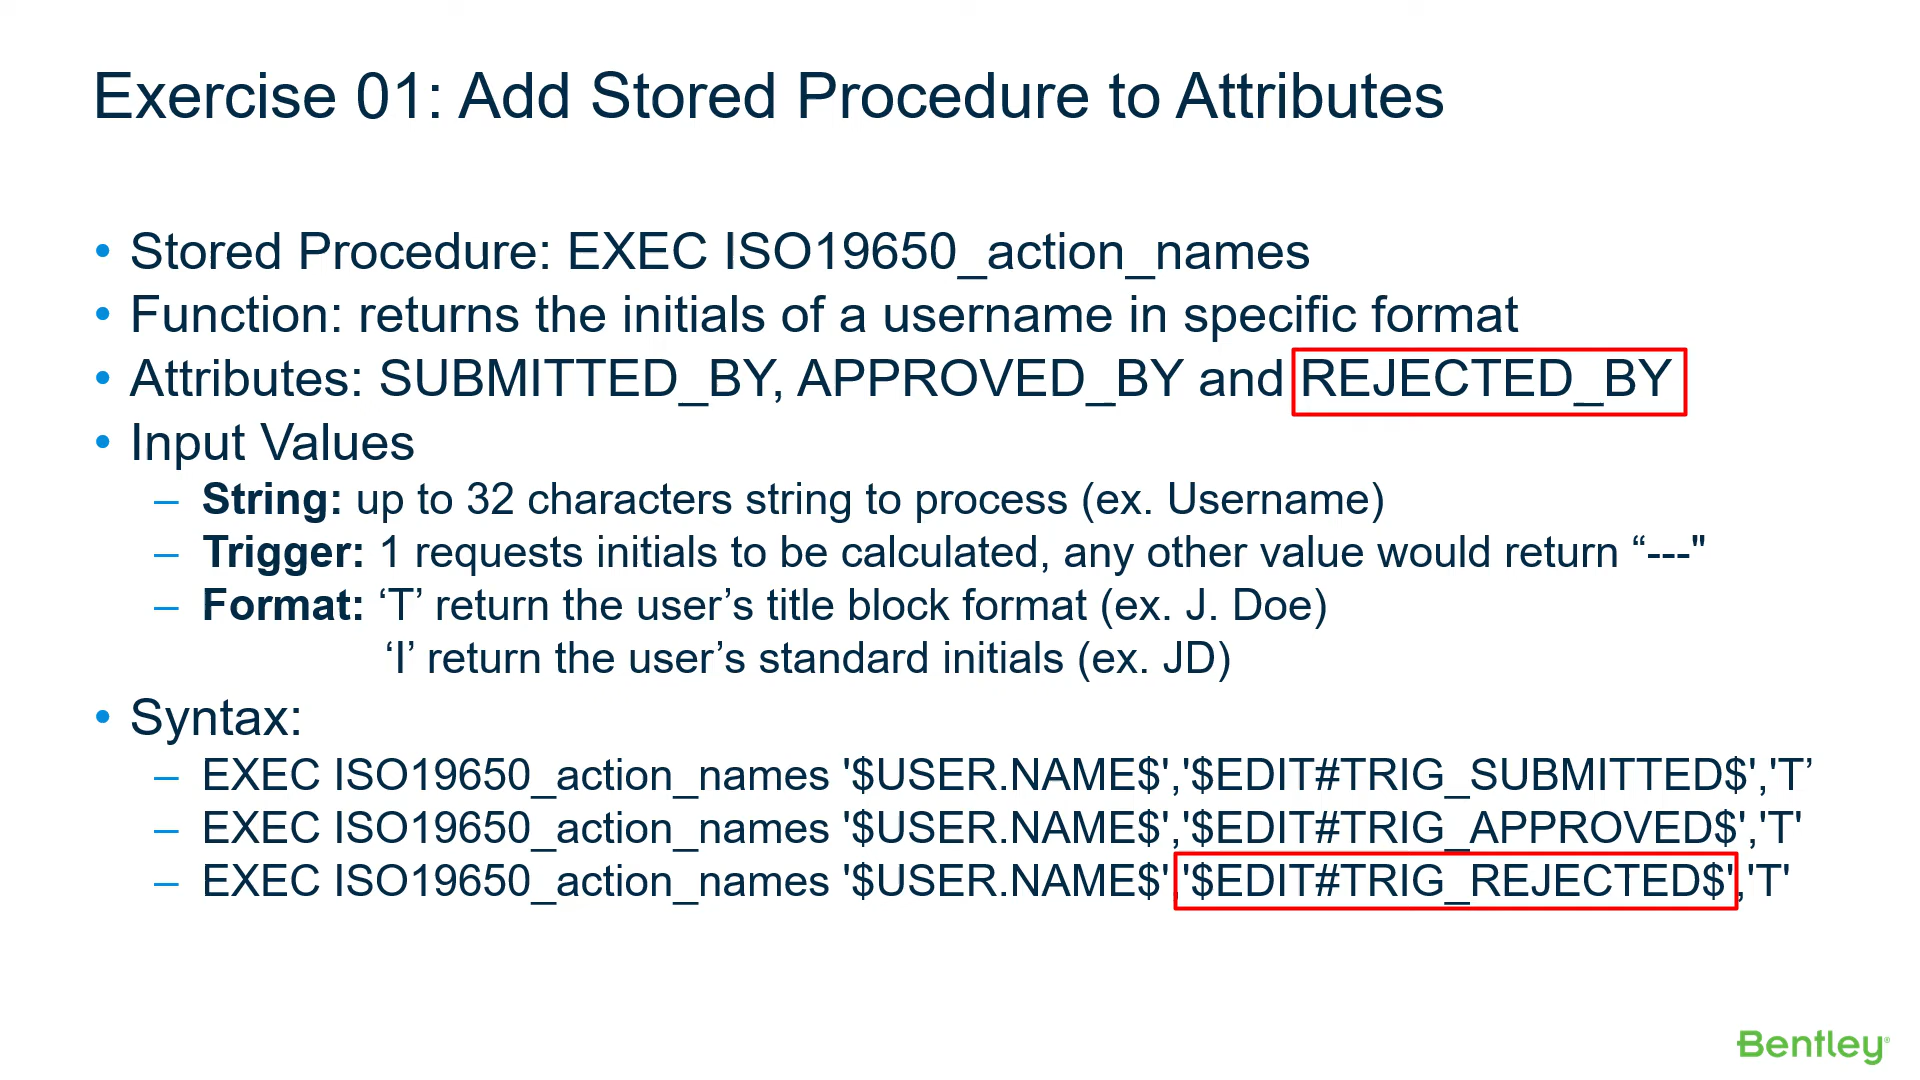 Exercise 01: Add Stored Procedure to Attributes
• Stored Procedure: EXEC ISO19650_action_names
• Function: returns the initials of a username in specific format
• Attributes: SUBMITTED_BY, APPROVED_BY and REJECTED_BY
• Input Values
– String: up to 32 characters string to process (ex. Username)
– Trigger: 1 requests initials to be calculated, any other value would return “---"
– Format: ‘T’ return the user’s title block format (ex. J. Doe)
‘I’ return the user’s standard initials (ex. JD)
• Syntax:
– EXEC ISO19650_action_names '$USER.NAME$','$EDIT#TRIG_SUBMITTED$','T’
– EXEC ISO19650_action_names '$USER.NAME$','$EDIT#TRIG_APPROVED$','T'
– EXEC ISO19650_action_names '$USER.NAME$','$EDIT#TRIG_REJECTED$','T'
Bentley®